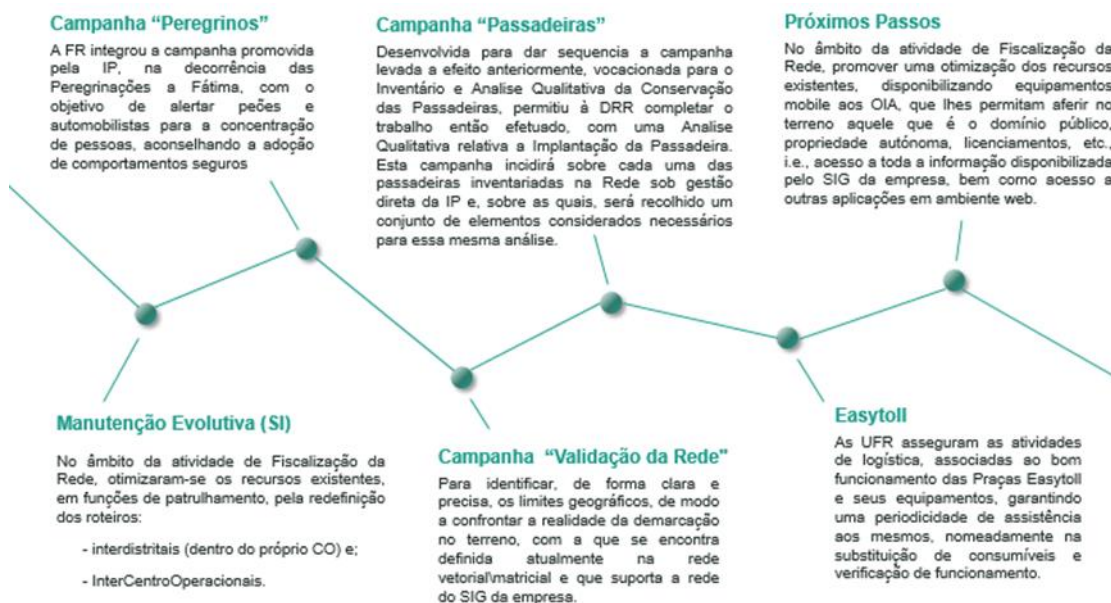 Campanha “Peregrinos”
A FR integrou a campanha promovida
pela IP, na decorrência das
Peregrinações a Fátima, com o
objetivo de alertar peões e
automobilistas para a concentração
de pessoas, aconselhando a adoção
de comportamentos seguros
Campanha “Passadeiras”
Desenvolvida para dar sequencia a campanha
levada a efeito anteriormente, vocacionada para o
Inventário e Analise Qualitativa da Conservação
das Passadeiras, permitiu à DRR completar o
trabalho então efetuado, com uma Analise
Qualitativa relativa a Implantação da Passadeira.
Esta campanha incidirá sobre cada uma das
passadeiras inventariadas na Rede sob gestão
direta da IP e, sobre as quais, será recolhido um
conjunto de elementos considerados necessários
para essa mesma análise.
Próximos Passos
No âmbito da atividade de Fiscalização da
Rede, promover uma otimização dos recursos
existentes, disponibilizando equipamentos
mobile aos OIA, que lhes permitam aferir no
terreno aquele que é o domínio público,
propriedade autónoma, licenciamentos, etc.,
i.e., acesso a toda a informação disponibilizada
pelo SIG da empresa, bem como acesso a
outras aplicações em ambiente web.
Manutenção Evolutiva (SI)
No âmbito da atividade de Fiscalização da
Rede, otimizaram-se os recursos existentes,
em funções de patrulhamento, pela redefinição
dos roteiros:
- interdistritais (dentro do próprio CO) e;
- InterCentroOperacionais.
Campanha “Validação da Rede"
Para identificar, de forma clara e
precisa, os limites geográficos, de modo
a confrontar a realidade da demarcação
no terreno, com a que se encontra
definida atualmente na rede
vetorial\matricial e que suporta a rede
do SIG da empresa.
Easytoll
As UFR asseguram as atividades
de logística, associadas ao bom
funcionamento das Praças Easytoll
e seus equipamentos, garantindo
uma periodicidade de assistência
aos mesmos, nomeadamente na
substituição de consumíveis e
verificação de funcionamento.